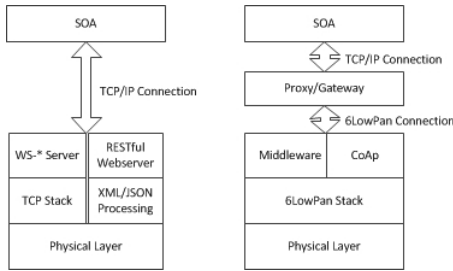 SOA
TCP/IP Connection
WS-* Server
RESTful
Webserver
TCP Stack
XML/JSON
Processing
Physical Layer
SOA
TCP/IP Connection
Proxy/Gateway
6LowPan Connection
Middleware
CoAp
6LowPan Stack
Physical Layer